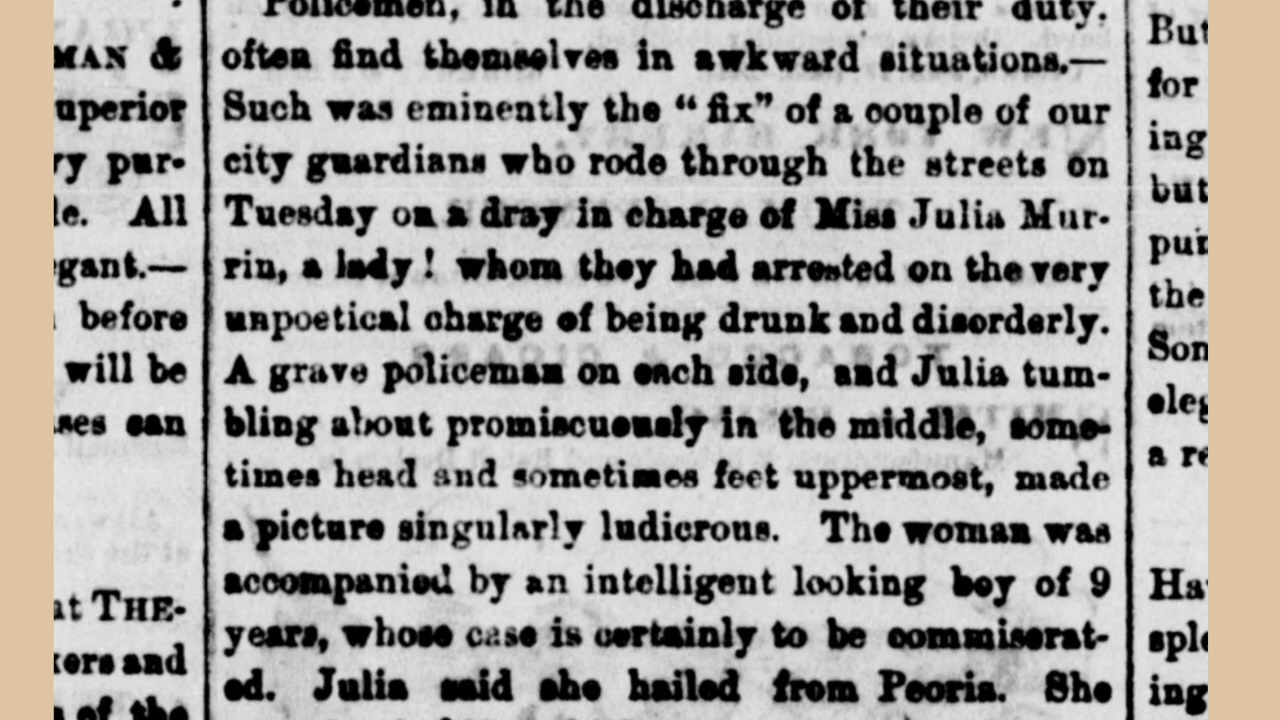 MAN &
uperior
y pur-
le. All
gant.—
before
will be
ses can
at THE-
kers and
of the
Policemen, in the discharge of their duty,
often find themselves in awkward situations.—
Such was eminently the “fix” of a couple of our
city guardians who rode through the streets on
Tuesday on a dray in charge of Miss Julia Mur-
rin, a lady! whom they had arrested on the very
unpoetical charge of being drunk and disorderly.
A grave policeman on each side, and Julia tum-
bling about promiscuously in the middle, some-
times head and sometimes feet uppermost, made
a picture singularly ludicrous. The woman was
accompanied by an intelligent looking boy of 9
years, whose case is certainly to be commiserat-
ed. Julia said she hailed from Peoria. She
But
for
ing
but
pur
the
Son
eleg
a re
Ha
sple
ing